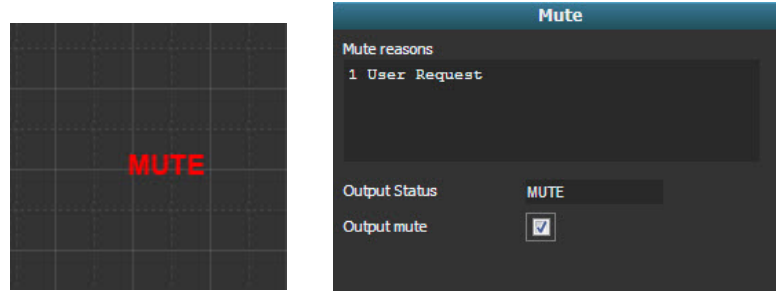 MUTE
Mute
Mute reasons
1 User Request
Output Status MUTE
Output mute